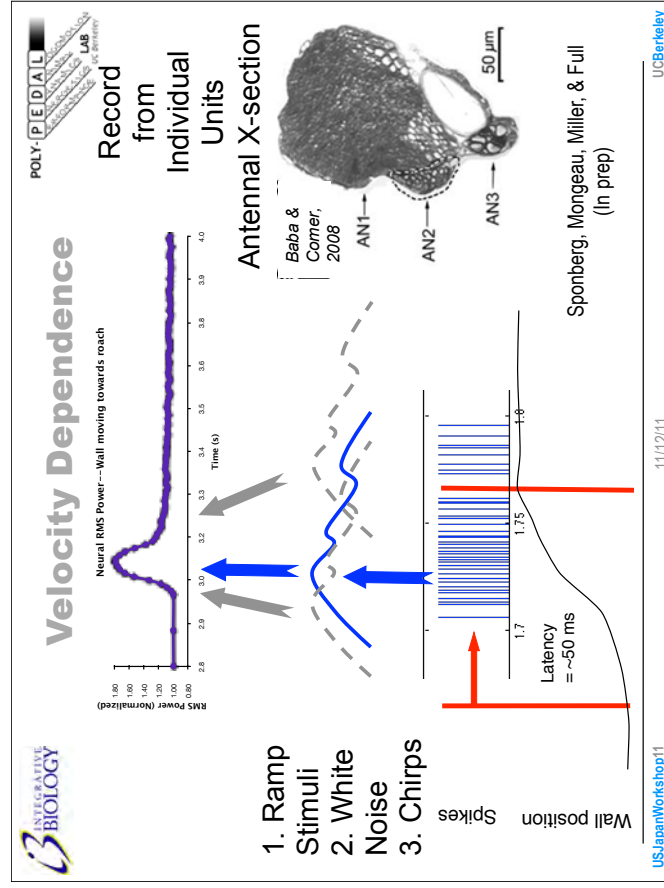 INTEGRATIVE
BIOLOGY
Velocity Dependence
POLY-PEDAL
LAB
UC Berkeley
Neural RMS Power--Wall moving towards roach
RMS Power (Normalized)
1.80
1.60
1.40
1.20
1.00
0.80
2.8
2.9
3.0
3.1
3.2
3.3
3.4
3.5
3.6
3.7
3.8
3.9
4.0
Time (s)
Record
from
Individual
Units
1. Ramp
Stimuli
2. White
Noise
3. Chirps
Antennal X-section
Baba &
Comer,
2008
AN1
AN2
AN3
50 µm
Spikes
Latency
= ~50 ms
1.7
1.75
1.8
Wall position
Sponberg, Mongeau, Miller, & Full
(In prep)
USJapanWorkshop11
11/12/11
UCBerkeley